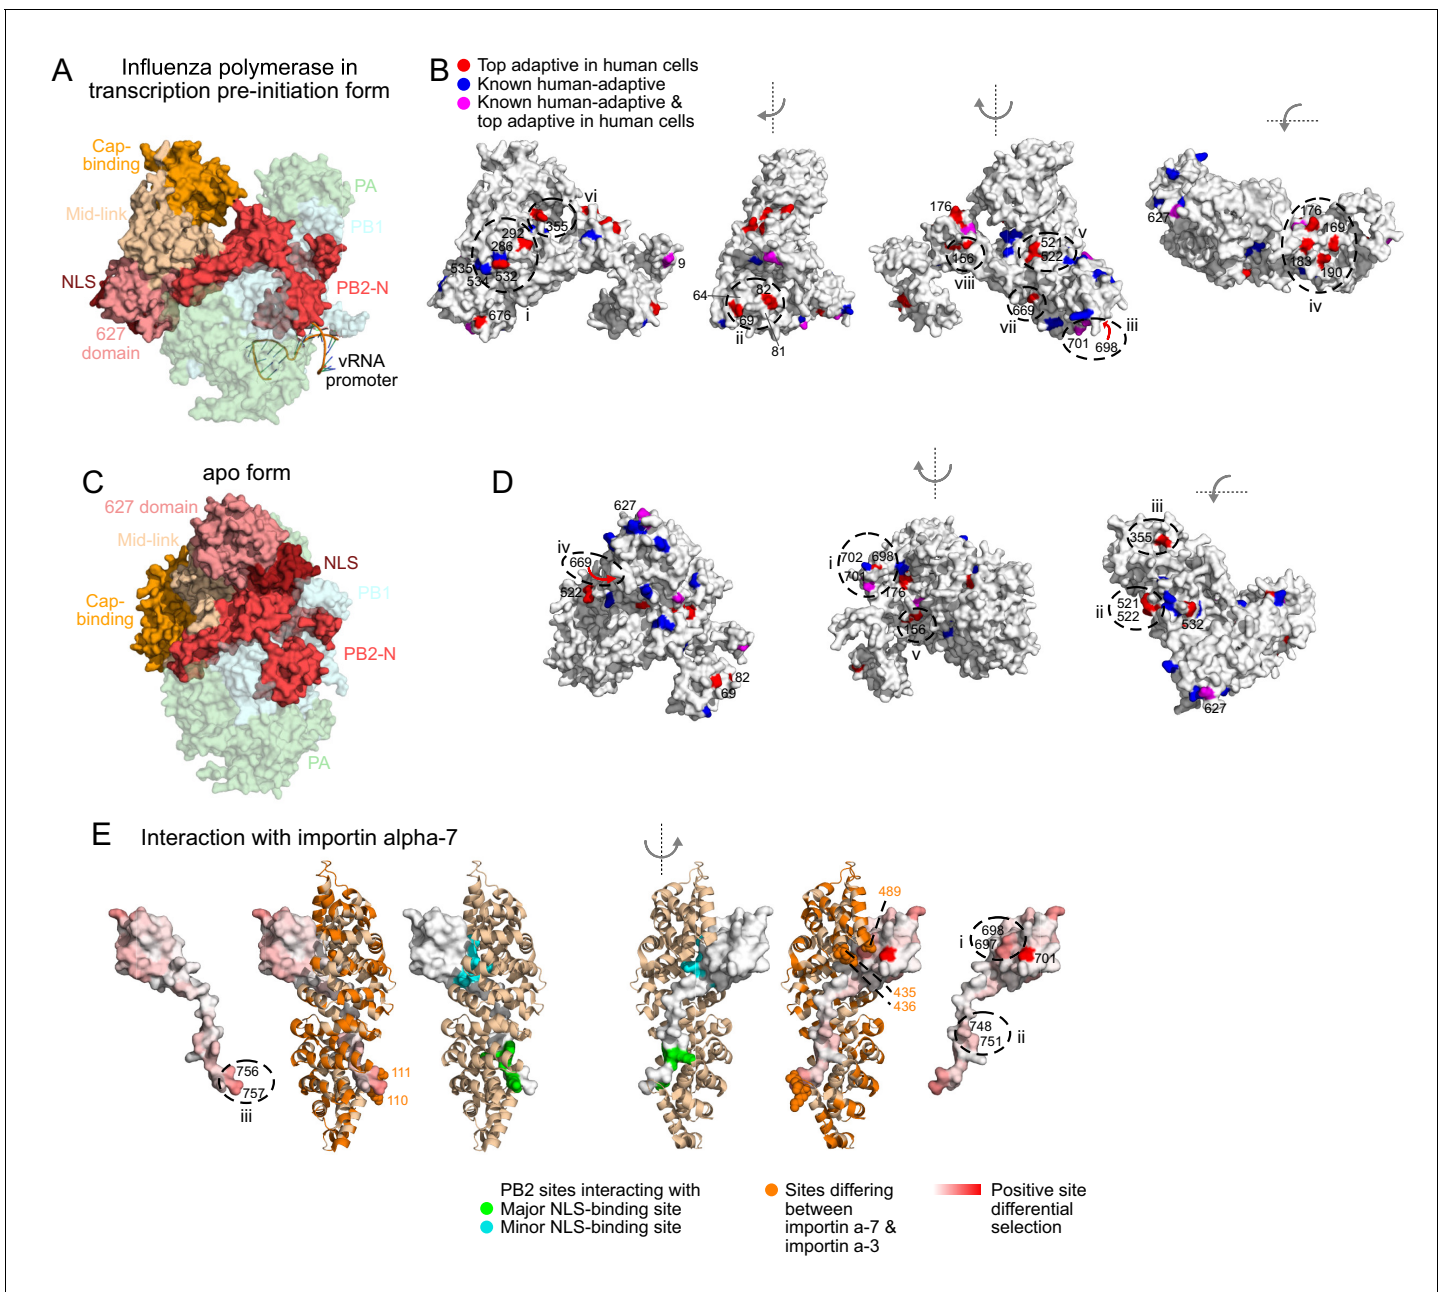 A
Influenza polymerase in
transcription pre-initiation form
Cap-
binding
PA
Mid-link
PB1
NLS
PB2-N
627
domain
vRNA
promoter
B
Top adaptive in human cells
Known human-adaptive
Known human-adaptive &
top adaptive in human cells
vi
355
292
286
535
534
532
9
i
676
64
82
69
ii
81
176
v
521
522
156
viii
669
vii
iii
701
698
627
176
169
183
190
iv
C
apo form
627 domain
Mid-link
NLS
PB1
Cap-
binding
PB2-N
PA
D
627
iv
669
522
82
69
702
698
i
701
176
156
v
iii
355
521
ii
522
532
627
E
Interaction with importin alpha-7
756
757
iii
111
110
489
435
436
698
i
697
701
748
751
ii
PB2 sites interacting with
Major NLS-binding site
Minor NLS-binding site
Sites differing
between
importin a-7 &
importin a-3
Positive site
differential
selection